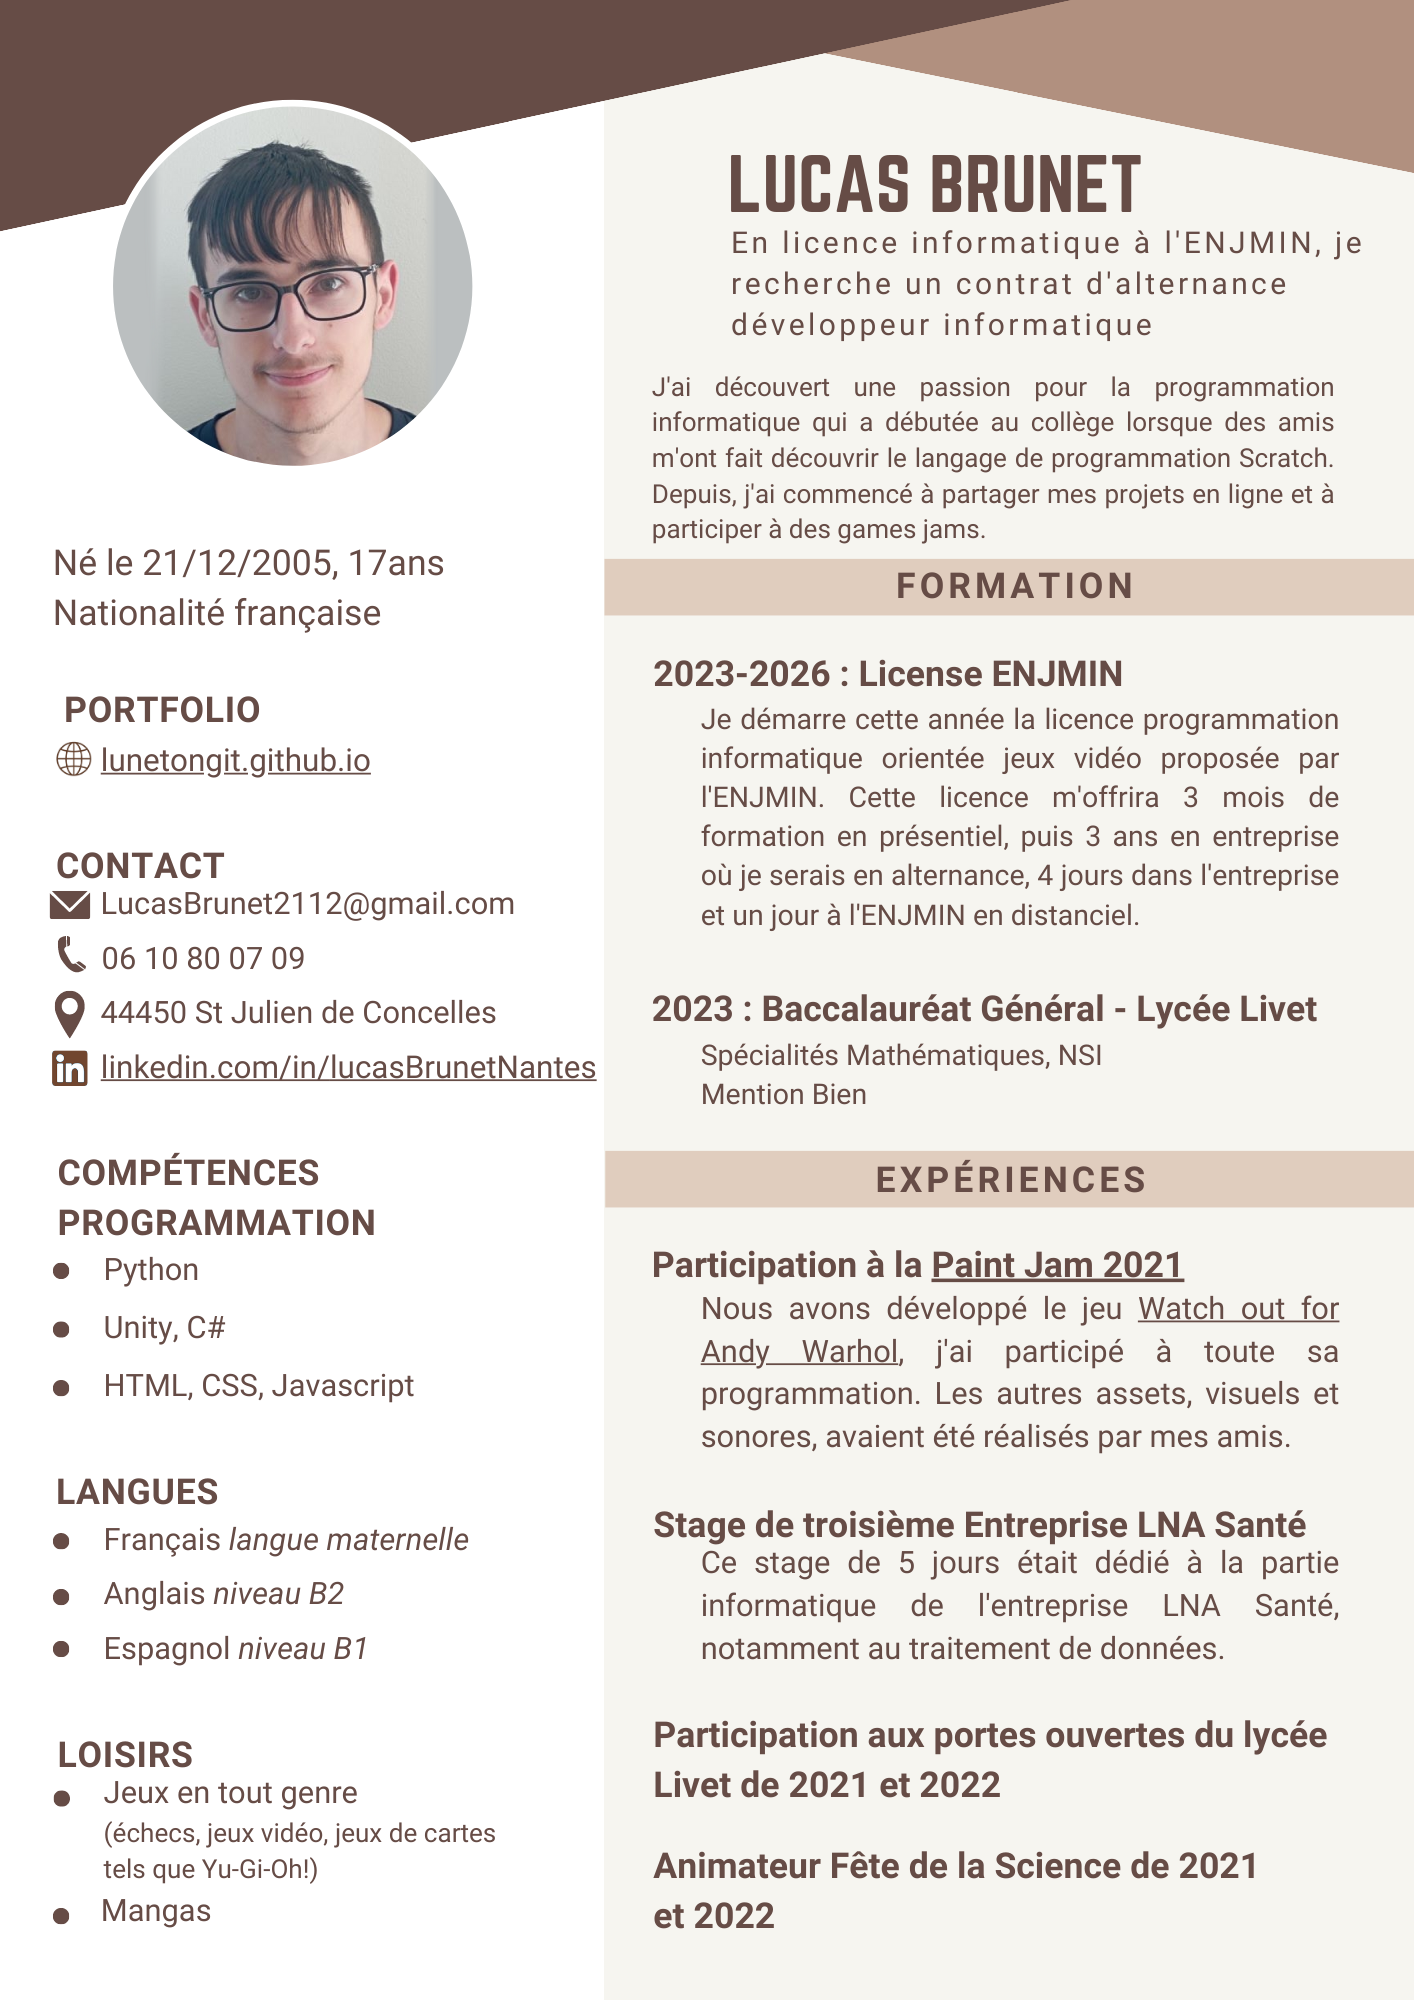 LUCAS BRUNET
En licence informatique à l'ENJMIN, je
recherche un contrat d'alternance
développeur informatique
J'ai découvert une passion pour la programmation
informatique qui a débutée au collège lorsque des amis
m'ont fait découvrir le langage de programmation Scratch.
Depuis, j'ai commencé à partager mes projets en ligne et à
participer à des games jams.
Né le 21/12/2005, 17ans
Nationalité française
PORTFOLIO
lunetongit.github.io
CONTACT
LucasBrunet2112@gmail.com
06 10 80 07 09
44450 St Julien de Concelles
in linkedin.com/in/lucasBrunetNantes
COMPÉTENCES
PROGRAMMATION
Python
Unity, C#
HTML, CSS, Javascript
LANGUES
Français langue maternelle
Anglais niveau B2
Espagnol niveau B1
LOISIRS
Jeux en tout genre
(échecs, jeux vidéo, jeux de cartes
tels que Yu-Gi-Oh!)
Mangas
FORMATION
2023-2026 : License ENJMIN
Je démarre cette année la licence programmation
informatique orientée jeux vidéo proposée par
l'ENJMIN. Cette licence m'offrira 3 mois de
formation en présentiel, puis 3 ans en entreprise
où je serais en alternance, 4 jours dans l'entreprise
et un jour à l'ENJMIN en distanciel.
2023 : Baccalauréat Général - Lycée Livet
Spécialités Mathématiques, NSI
Mention Bien
EXPÉRIENCES
Participation à la Paint Jam 2021
Nous avons développé le jeu Watch out for
Andy Warhol, j'ai participé à toute sa
programmation. Les autres assets, visuels et
sonores, avaient été réalisés par mes amis.
Stage de troisième Entreprise LNA Santé
Ce stage de 5 jours était dédié à la partie
informatique de l'entreprise LNA Santé,
notamment au traitement de données.
Participation aux portes ouvertes du lycée
Livet de 2021 et 2022
Animateur Fête de la Science de 2021
et 2022